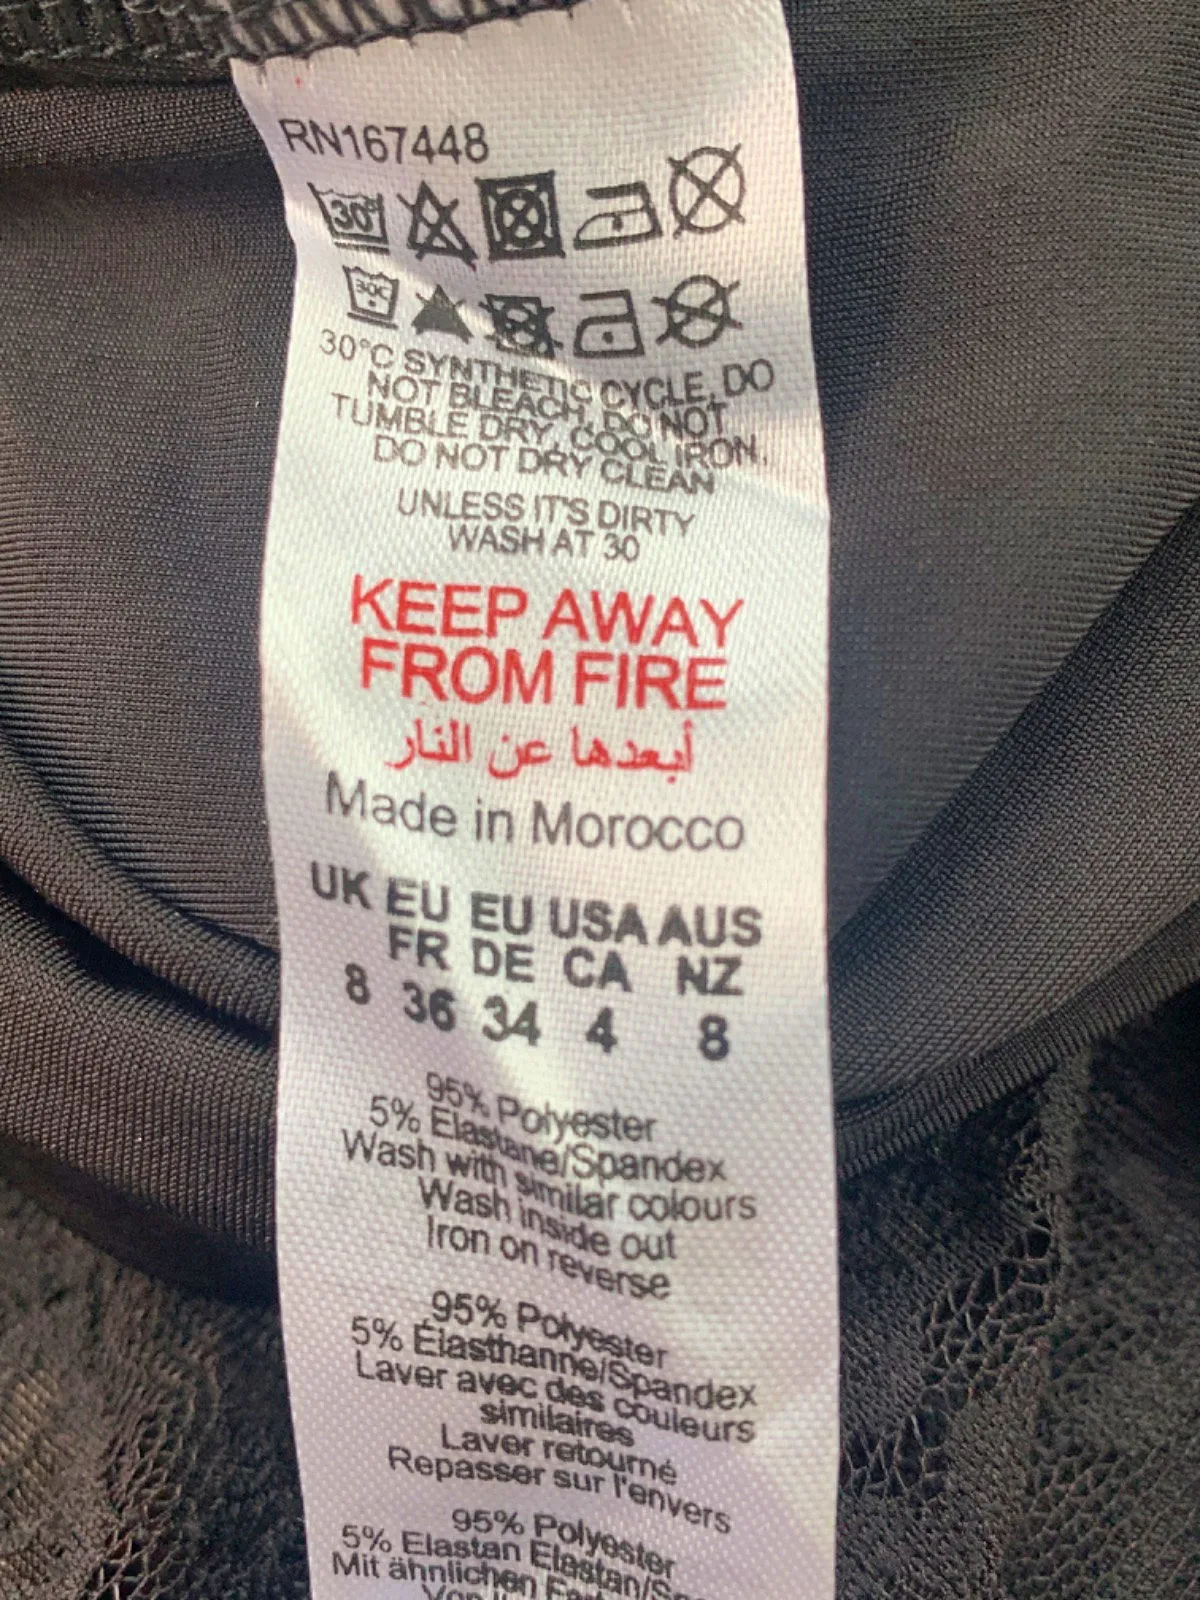 RN167448
30°
30C
30°C SYNTHETIC CYCLE, DO
NOT BLEACH, DO NOT
TUMBLE DRY, COOL IRON,
DO NOT DRY CLEAN
UNLESS IT'S DIRTY
WASH AT 30
KEEP AWAY
FROM FIRE
أبعدها عن النار
Made in Morocco
UK EU EU USA AUS
FR DE CA NZ
8 36 34 4 8
95% Polyester
5% Elastane/Spandex
Wash with similar colours
Wash inside out
Iron on reverse
95% Polyester
5% Élasthanne/Spandex
Laver avec des couleurs
similaires
Laver retourné
Repasser sur l'envers
95% Polyester
5% Elastan Elastan/
Mit ähnlichen